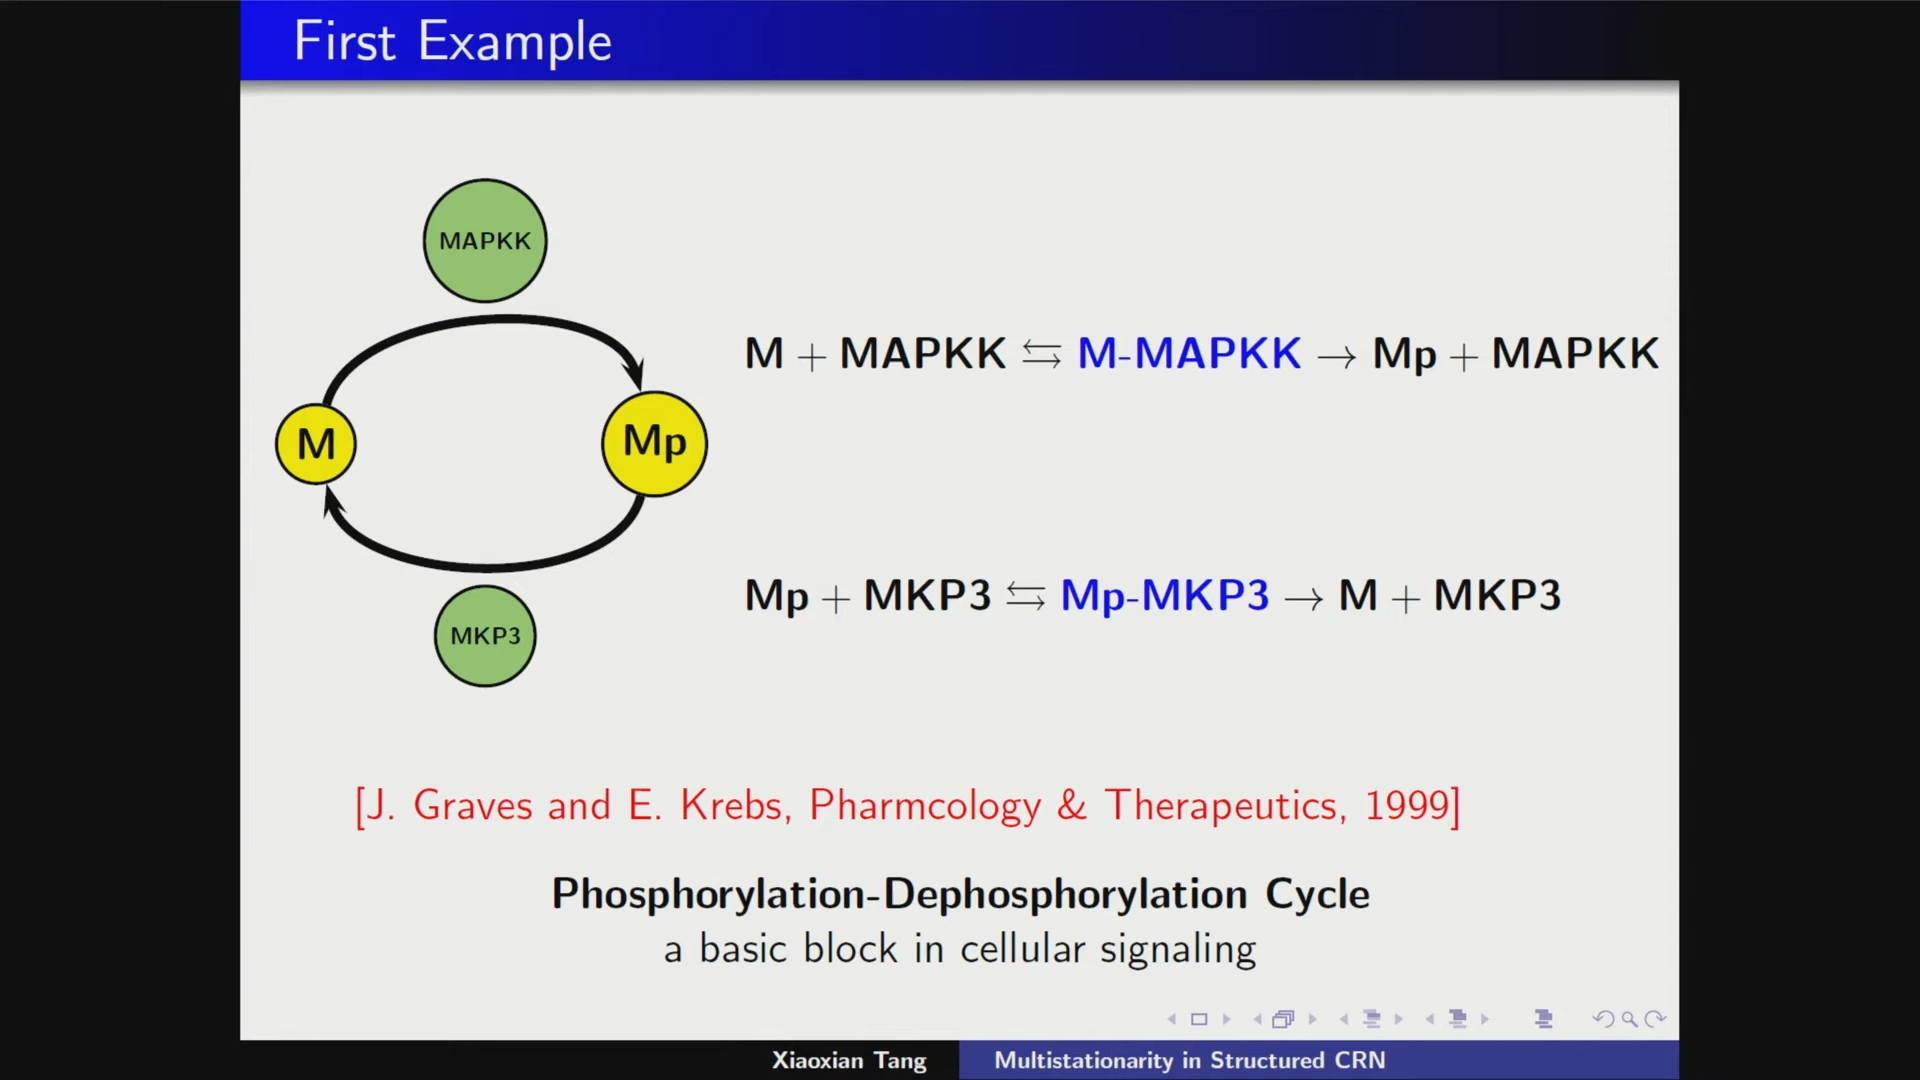 First Example
MAPKK
M + MAPKK ⇆ M-MAPKK → Mp + MAPKK
M
Mp
Mp + MKP3 ⇆ Mp-MKP3 → M + MKP3
MKP3
[J. Graves and E. Krebs, Pharmcology & Therapeutics, 1999]
Phosphorylation-Dephosphorylation Cycle
a basic block in cellular signaling
Xiaoxian Tang
Multistationarity in Structured CRN